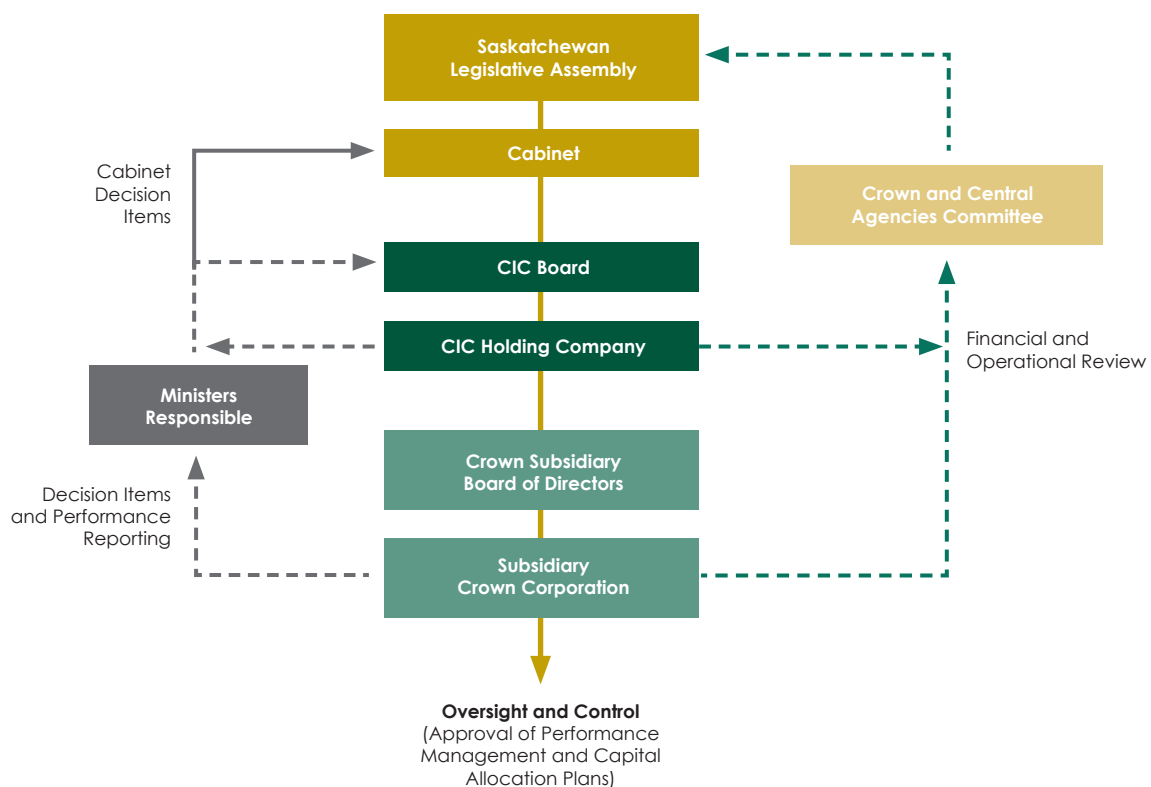 Saskatchewan
Legislative Assembly
Cabinet
Cabinet
Decision
Items
Crown and Central
Agencies Committee
CIC Board
CIC Holding Company
Financial and
Operational Review
Ministers
Responsible
Crown Subsidiary
Board of Directors
Decision Items
and Performance
Reporting
Subsidiary
Crown Corporation
Oversight and Control
(Approval of Performance
Management and Capital
Allocation Plans)